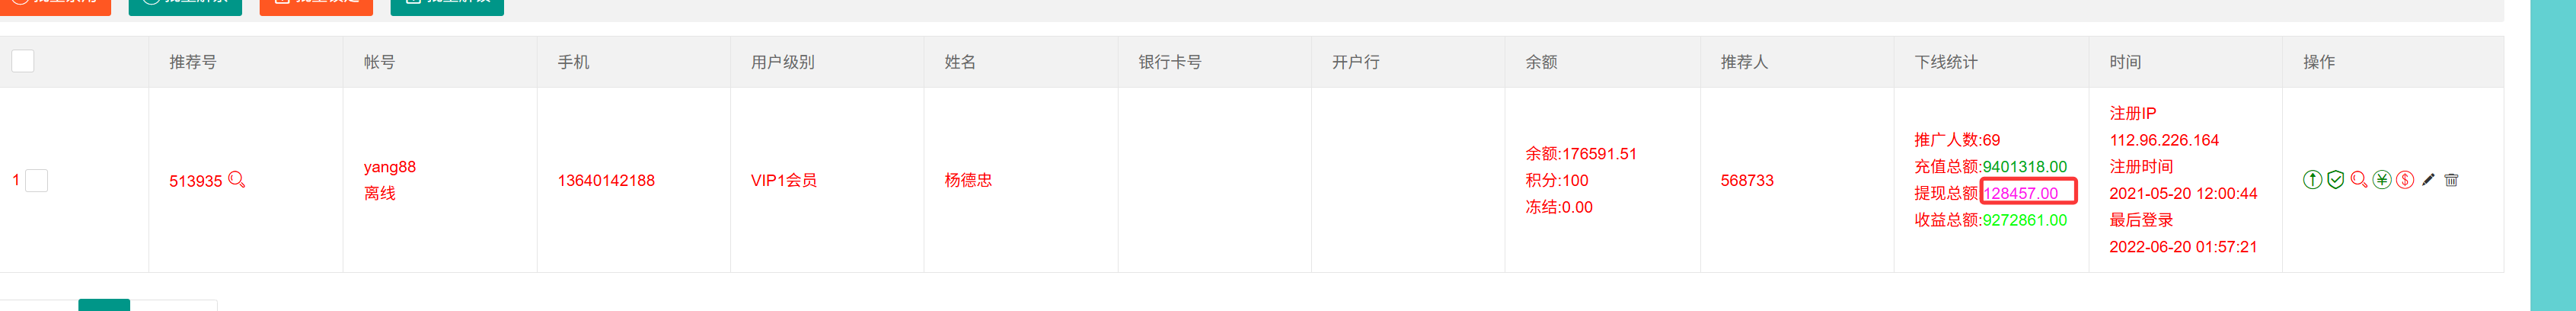 推荐号
帐号
手机
用户级别
姓名
银行卡号
开户行
余额
推荐人
下线统计
时间
操作
1
513935
yang88
离线
13640142188
VIP1会员
杨德忠
余额:176591.51
积分:100
冻结:0.00
568733
推广人数:69
充值总额:9401318.00
提现总额:128457.00
收益总额:9272861.00
注册IP
112.96.226.164
注册时间
2021-05-20 12:00:44
最后登录
2022-06-20 01:57:21